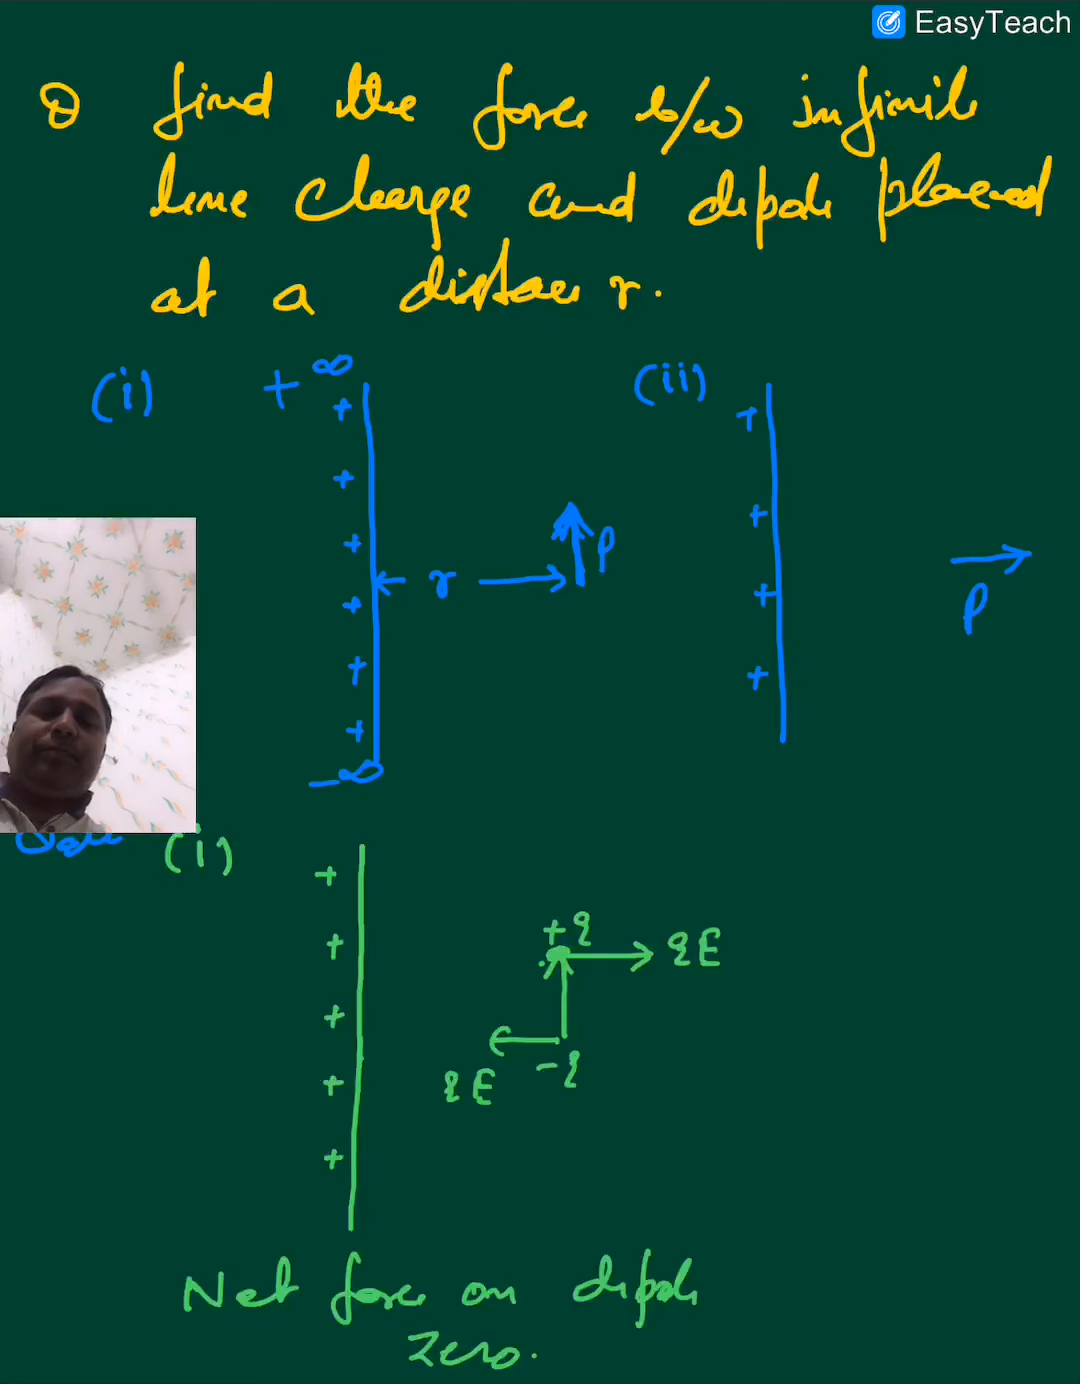 EasyTeach
Q find the force b/w infinite
line charge and dipole placed
at a distance r.
(i) + ∞ (ii)
+ +
+
+ +
r P
+ +
P
+ +
+
- ∞
(i)
+
+q
+ qE
+
-q
+ qE
+
Net force on dipole
zero.